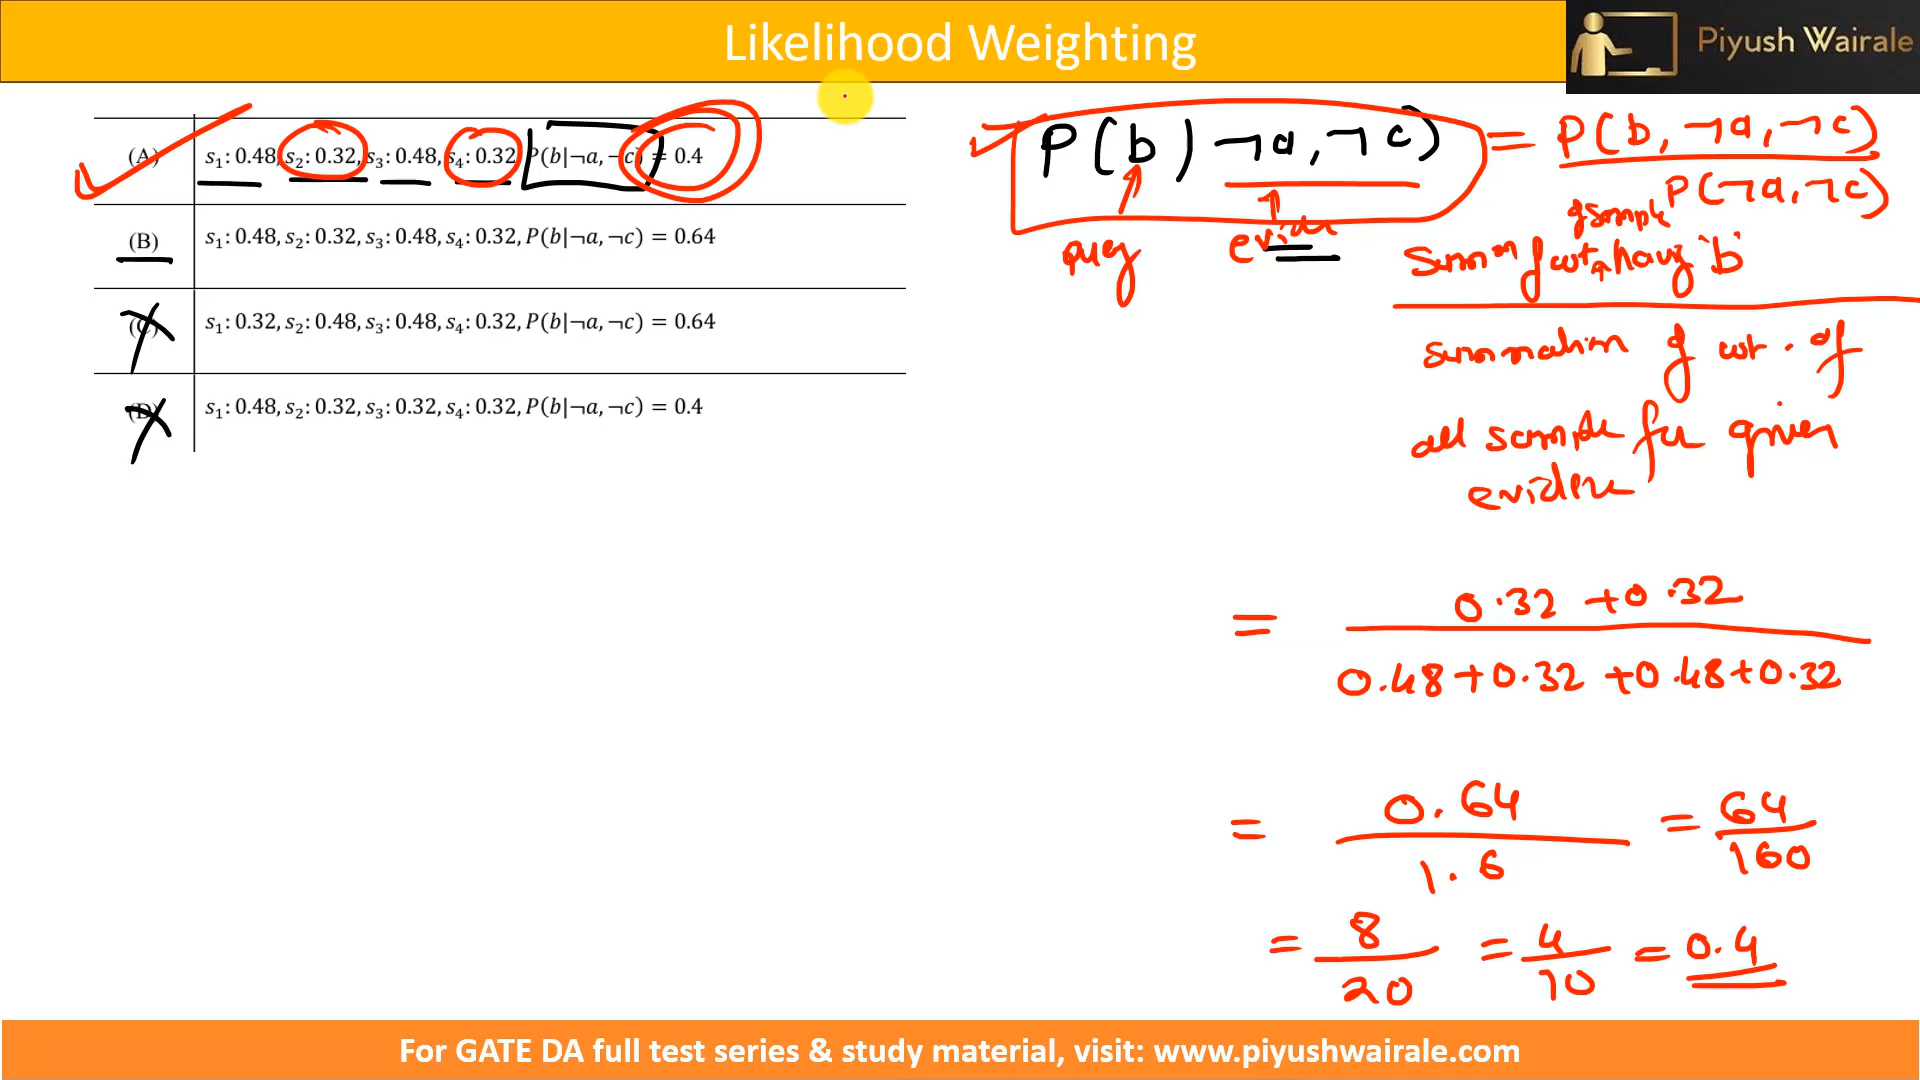 Likelihood Weighting
Piyush Wairale
(A) s₁: 0.48, s₂: 0.32, s₃: 0.48, s₄: 0.32, P(b|¬a, ¬c) = 0.4
(B) s₁: 0.48, s₂: 0.32, s₃: 0.48, s₄: 0.32, P(b|¬a, ¬c) = 0.64
(C) s₁: 0.32, s₂: 0.48, s₃: 0.48, s₄: 0.32, P(b|¬a, ¬c) = 0.64
(D) s₁: 0.48, s₂: 0.32, s₃: 0.32, s₄: 0.32, P(b|¬a, ¬c) = 0.4
P(b) ¬a, ¬c) = P(b, ¬a, ¬c)
P(¬a, ¬c)
query
of sample
Summ of wt having 'b'
summation of wt. of
all sample for given
evidence
= 0.32 + 0.32
0.48 + 0.32 + 0.48 + 0.32
= 0.64 = 64
1.6 160
= 8 = 4 = 0.4
20 10
For GATE DA full test series & study material, visit: www.piyushwairale.com